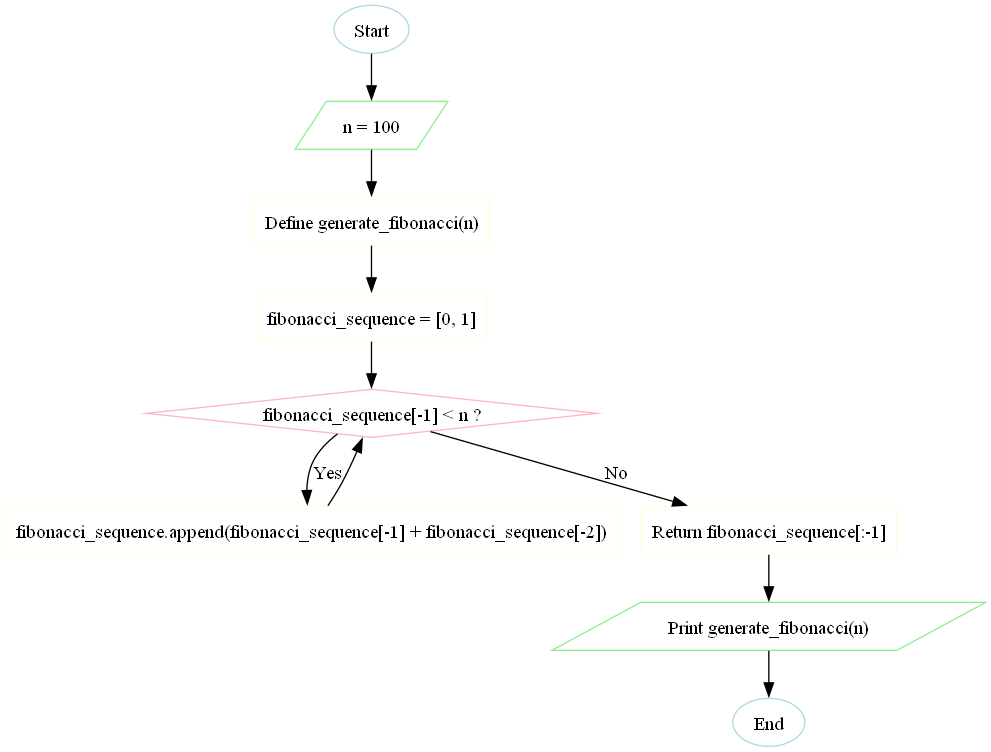 Start
n = 100
Define generate_fibonacci(n)
fibonacci_sequence = [0, 1]
fibonacci_sequence[-1] < n ?
Yes
No
fibonacci_sequence.append(fibonacci_sequence[-1] + fibonacci_sequence[-2])
Return fibonacci_sequence[:-1]
Print generate_fibonacci(n)
End